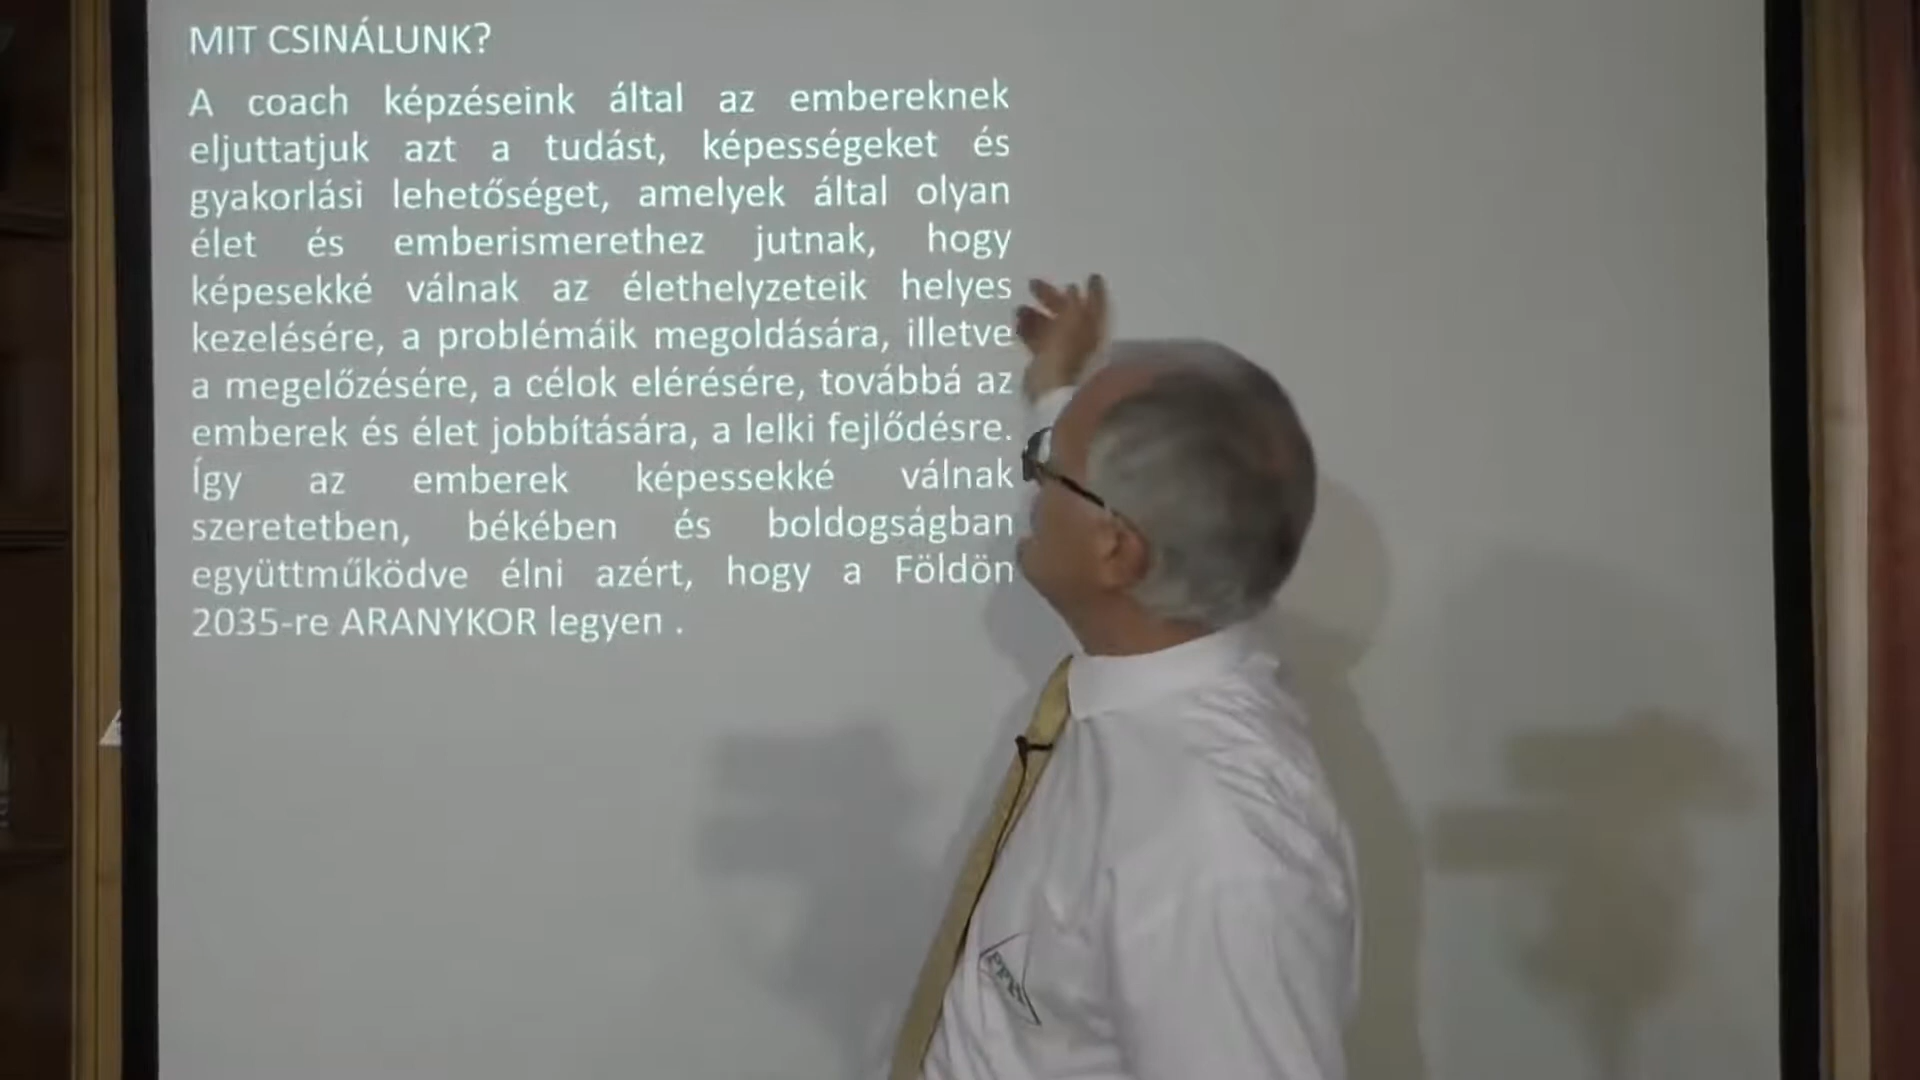 MIT CSINÁLUNK?
A coach képzéseink által az embereknek
eljuttatjuk azt a tudást, képességeket és
gyakorlási lehetőséget, amelyek által olyan
élet és emberismerethez jutnak, hogy
képesekké válnak az élethelyzeteik helyes
kezelésére, a problémáik megoldására, illetve
a megelőzésére, a célok elérésére, továbbá az
emberek és élet jobbítására, a lelki fejlődésre.
Így az emberek képessekké válnak
szeretetben, békében és boldogságban
együttműködve élni azért, hogy a Földön
2035-re ARANYKOR legyen .